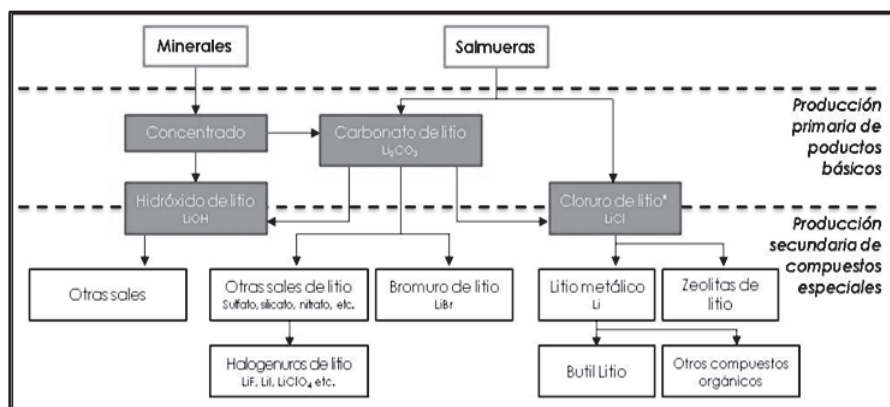 Minerales
Salmueras
Producción
primaria de
poductos
básicos
Concentrado
Carbonato de litio
Li₂CO₃
Hidróxido de litio
LiOH
Cloruro de litio*
LiCl
Producción
secundaria de
compuestos
especiales
Otras sales
Otras sales de litio
Sulfato, silicato, nitrato, etc.
Bromuro de litio
LiBr
Litio metálico
Li
Zeolitas de
litio
Halogenuros de litio
LiF, LiI, LiClO₄ etc.
Butil Litio
Otros compuestos
orgánicos